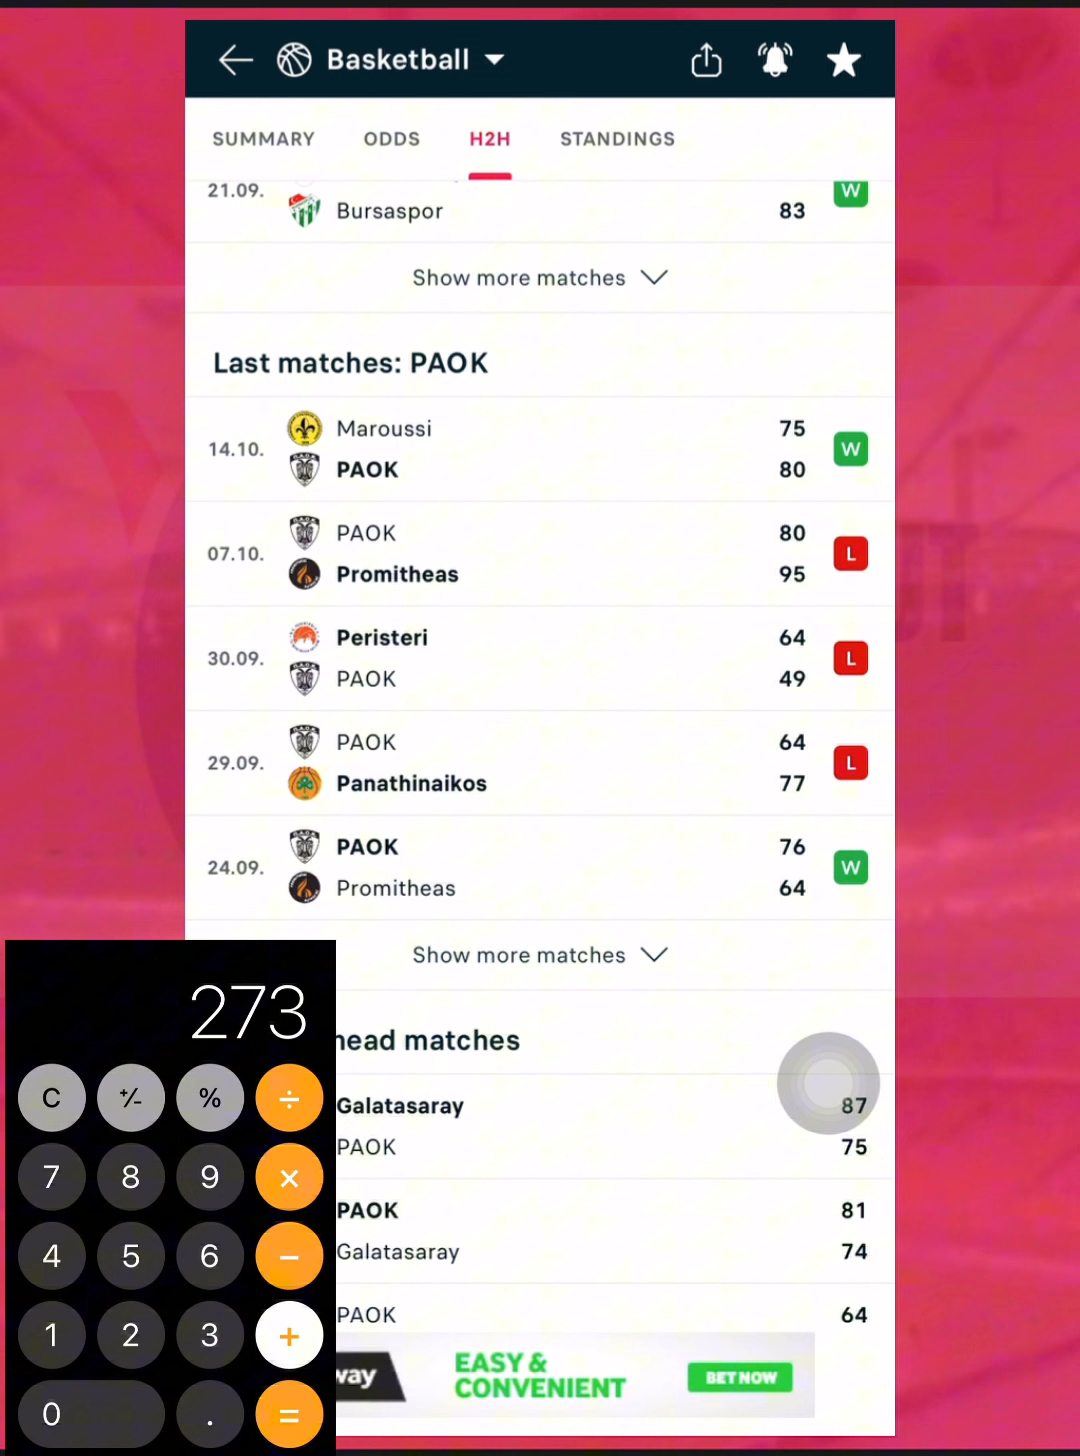 Basketball
SUMMARY ODDS H2H STANDINGS
21.09. W
Bursaspor 83
Show more matches
Last matches: PAOK
14.10. Maroussi 75 W
PAOK 80
07.10. PAOK 80 L
Promitheas 95
30.09. Peristeri 64 L
PAOK 49
29.09. PAOK 64 L
Panathinaikos 77
24.09. PAOK 76 W
Promitheas 64
Show more matches
head matches
Galatasaray 87
PAOK 75
PAOK 81
Galatasaray 74
PAOK 64
way EASY & CONVENIENT BET NOW
273
C +/- % ÷
7 8 9 ×
4 5 6 −
1 2 3 +
0 . =